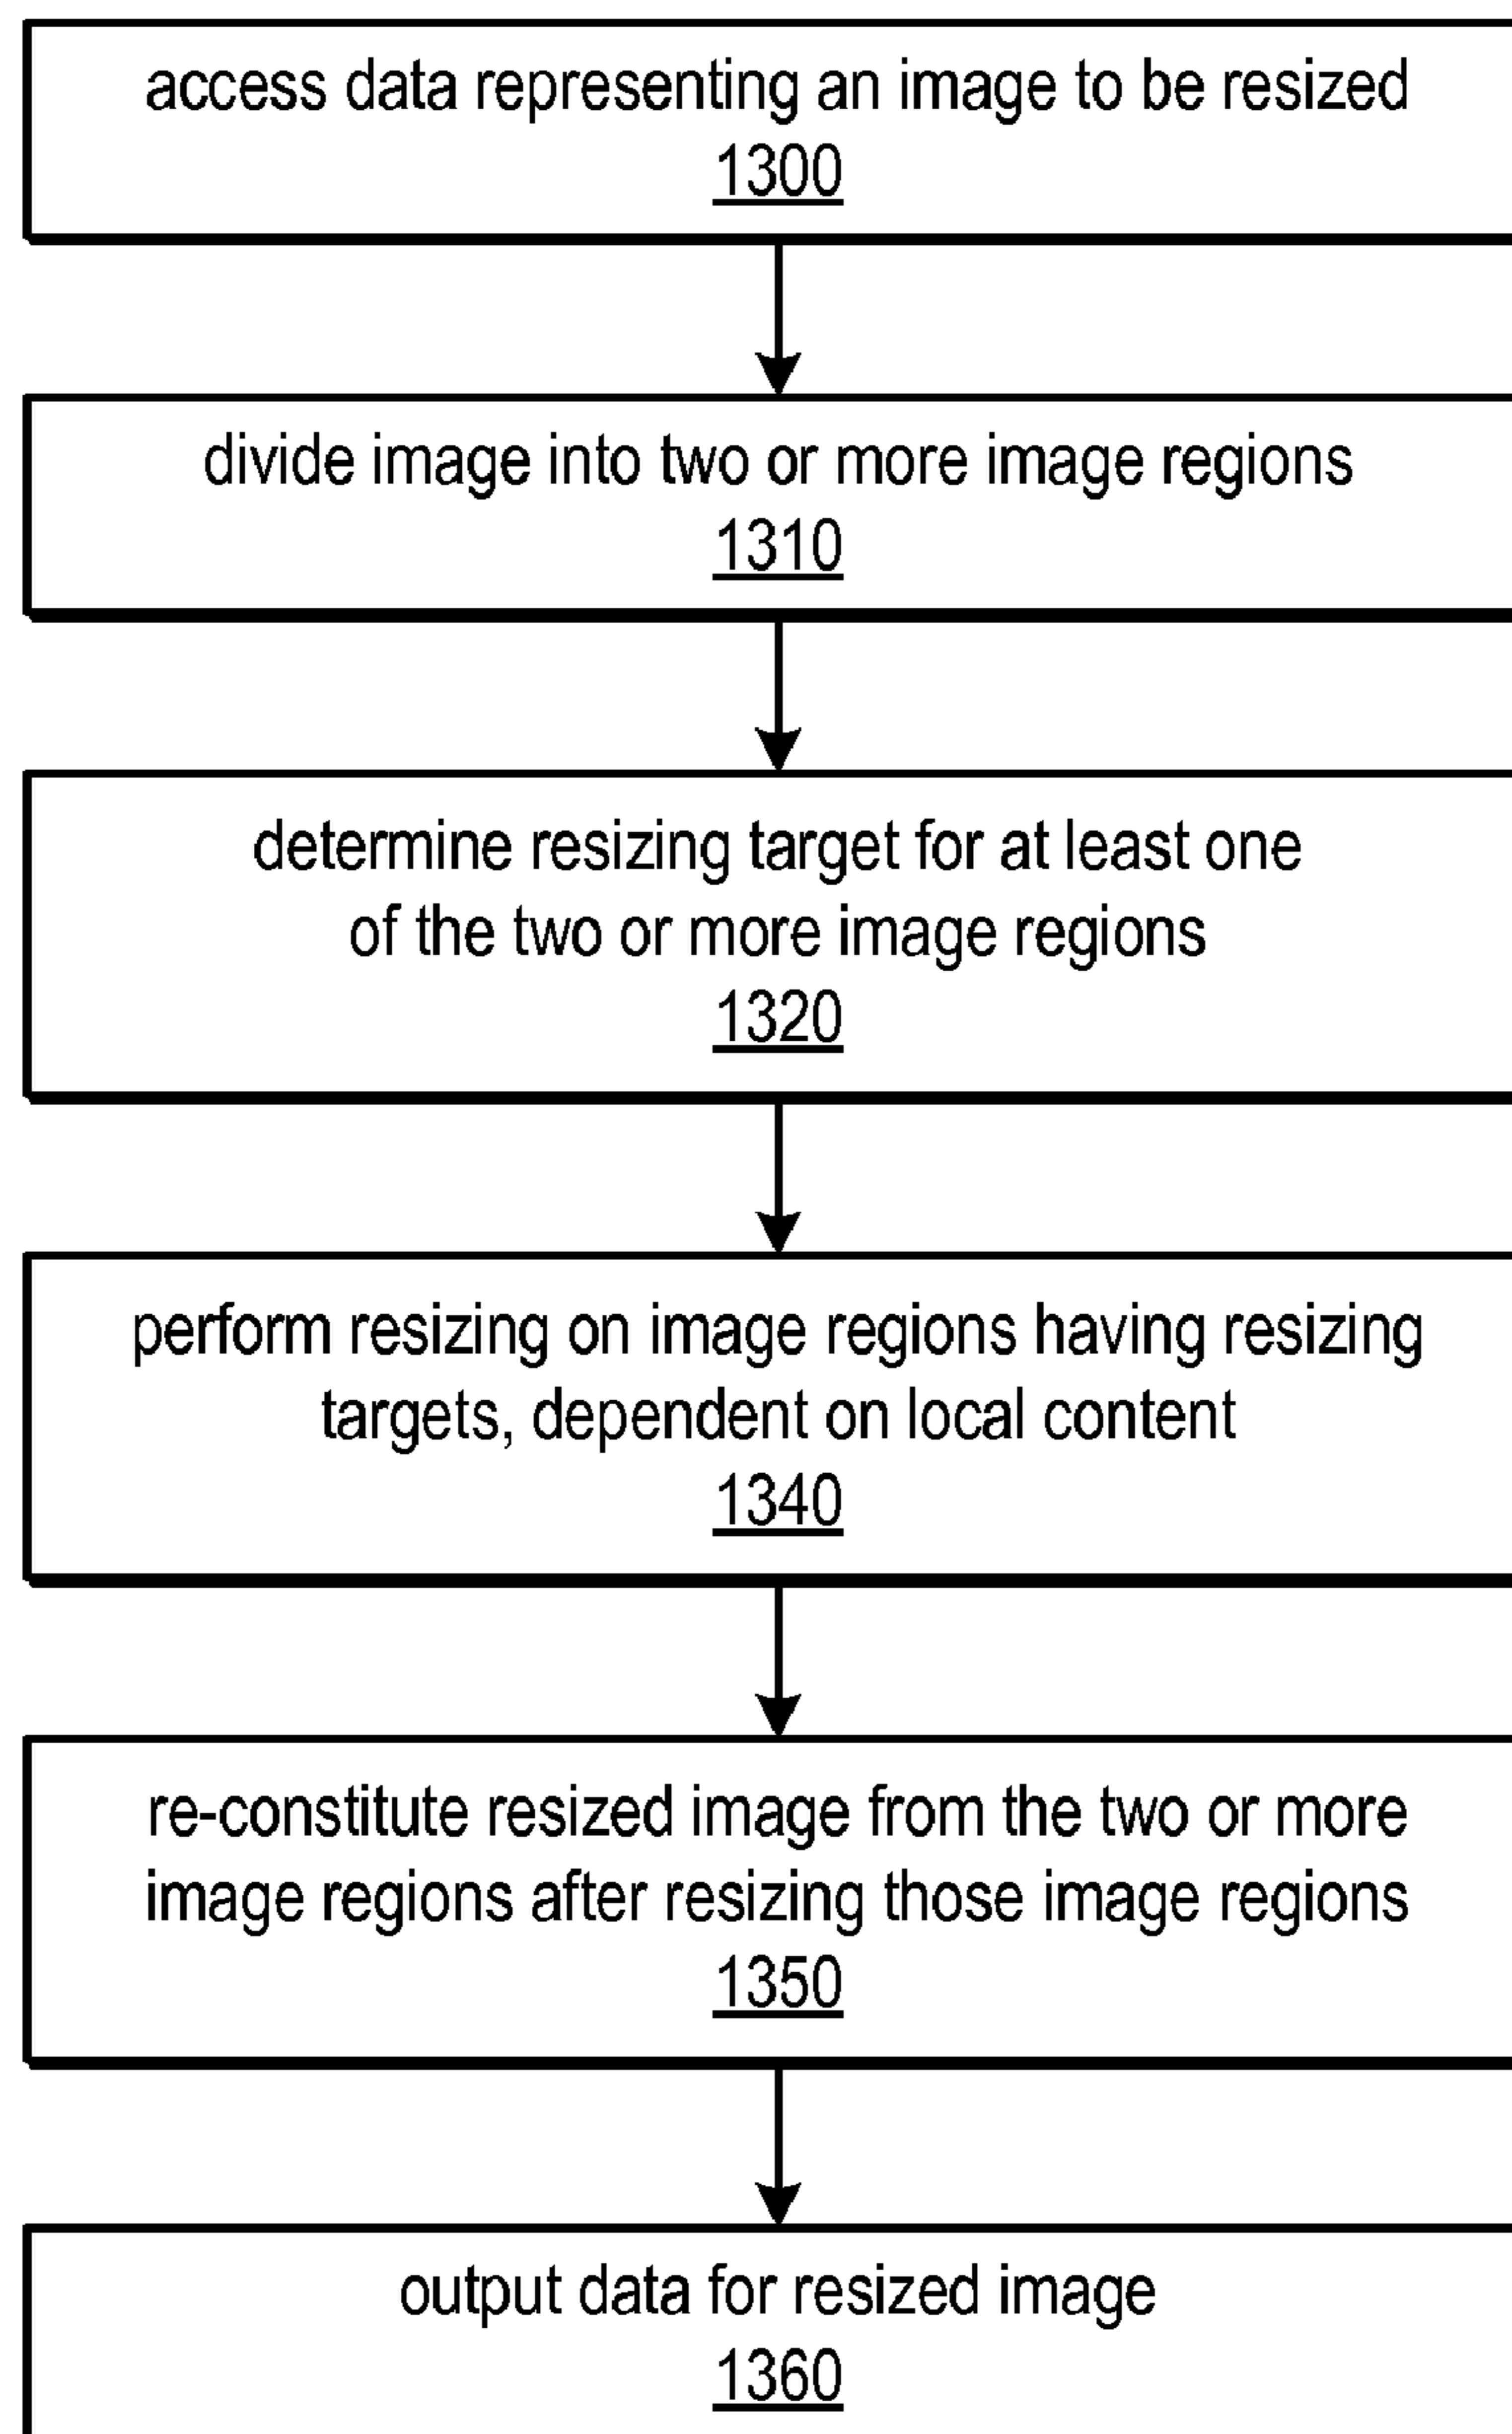 access data representing an image to be resized
1300
divide image into two or more image regions
1310
determine resizing target for at least one
of the two or more image regions
1320
perform resizing on image regions having resizing
targets, dependent on local content
1340
re-constitute resized image from the two or more
image regions after resizing those image regions
1350
output data for resized image
1360